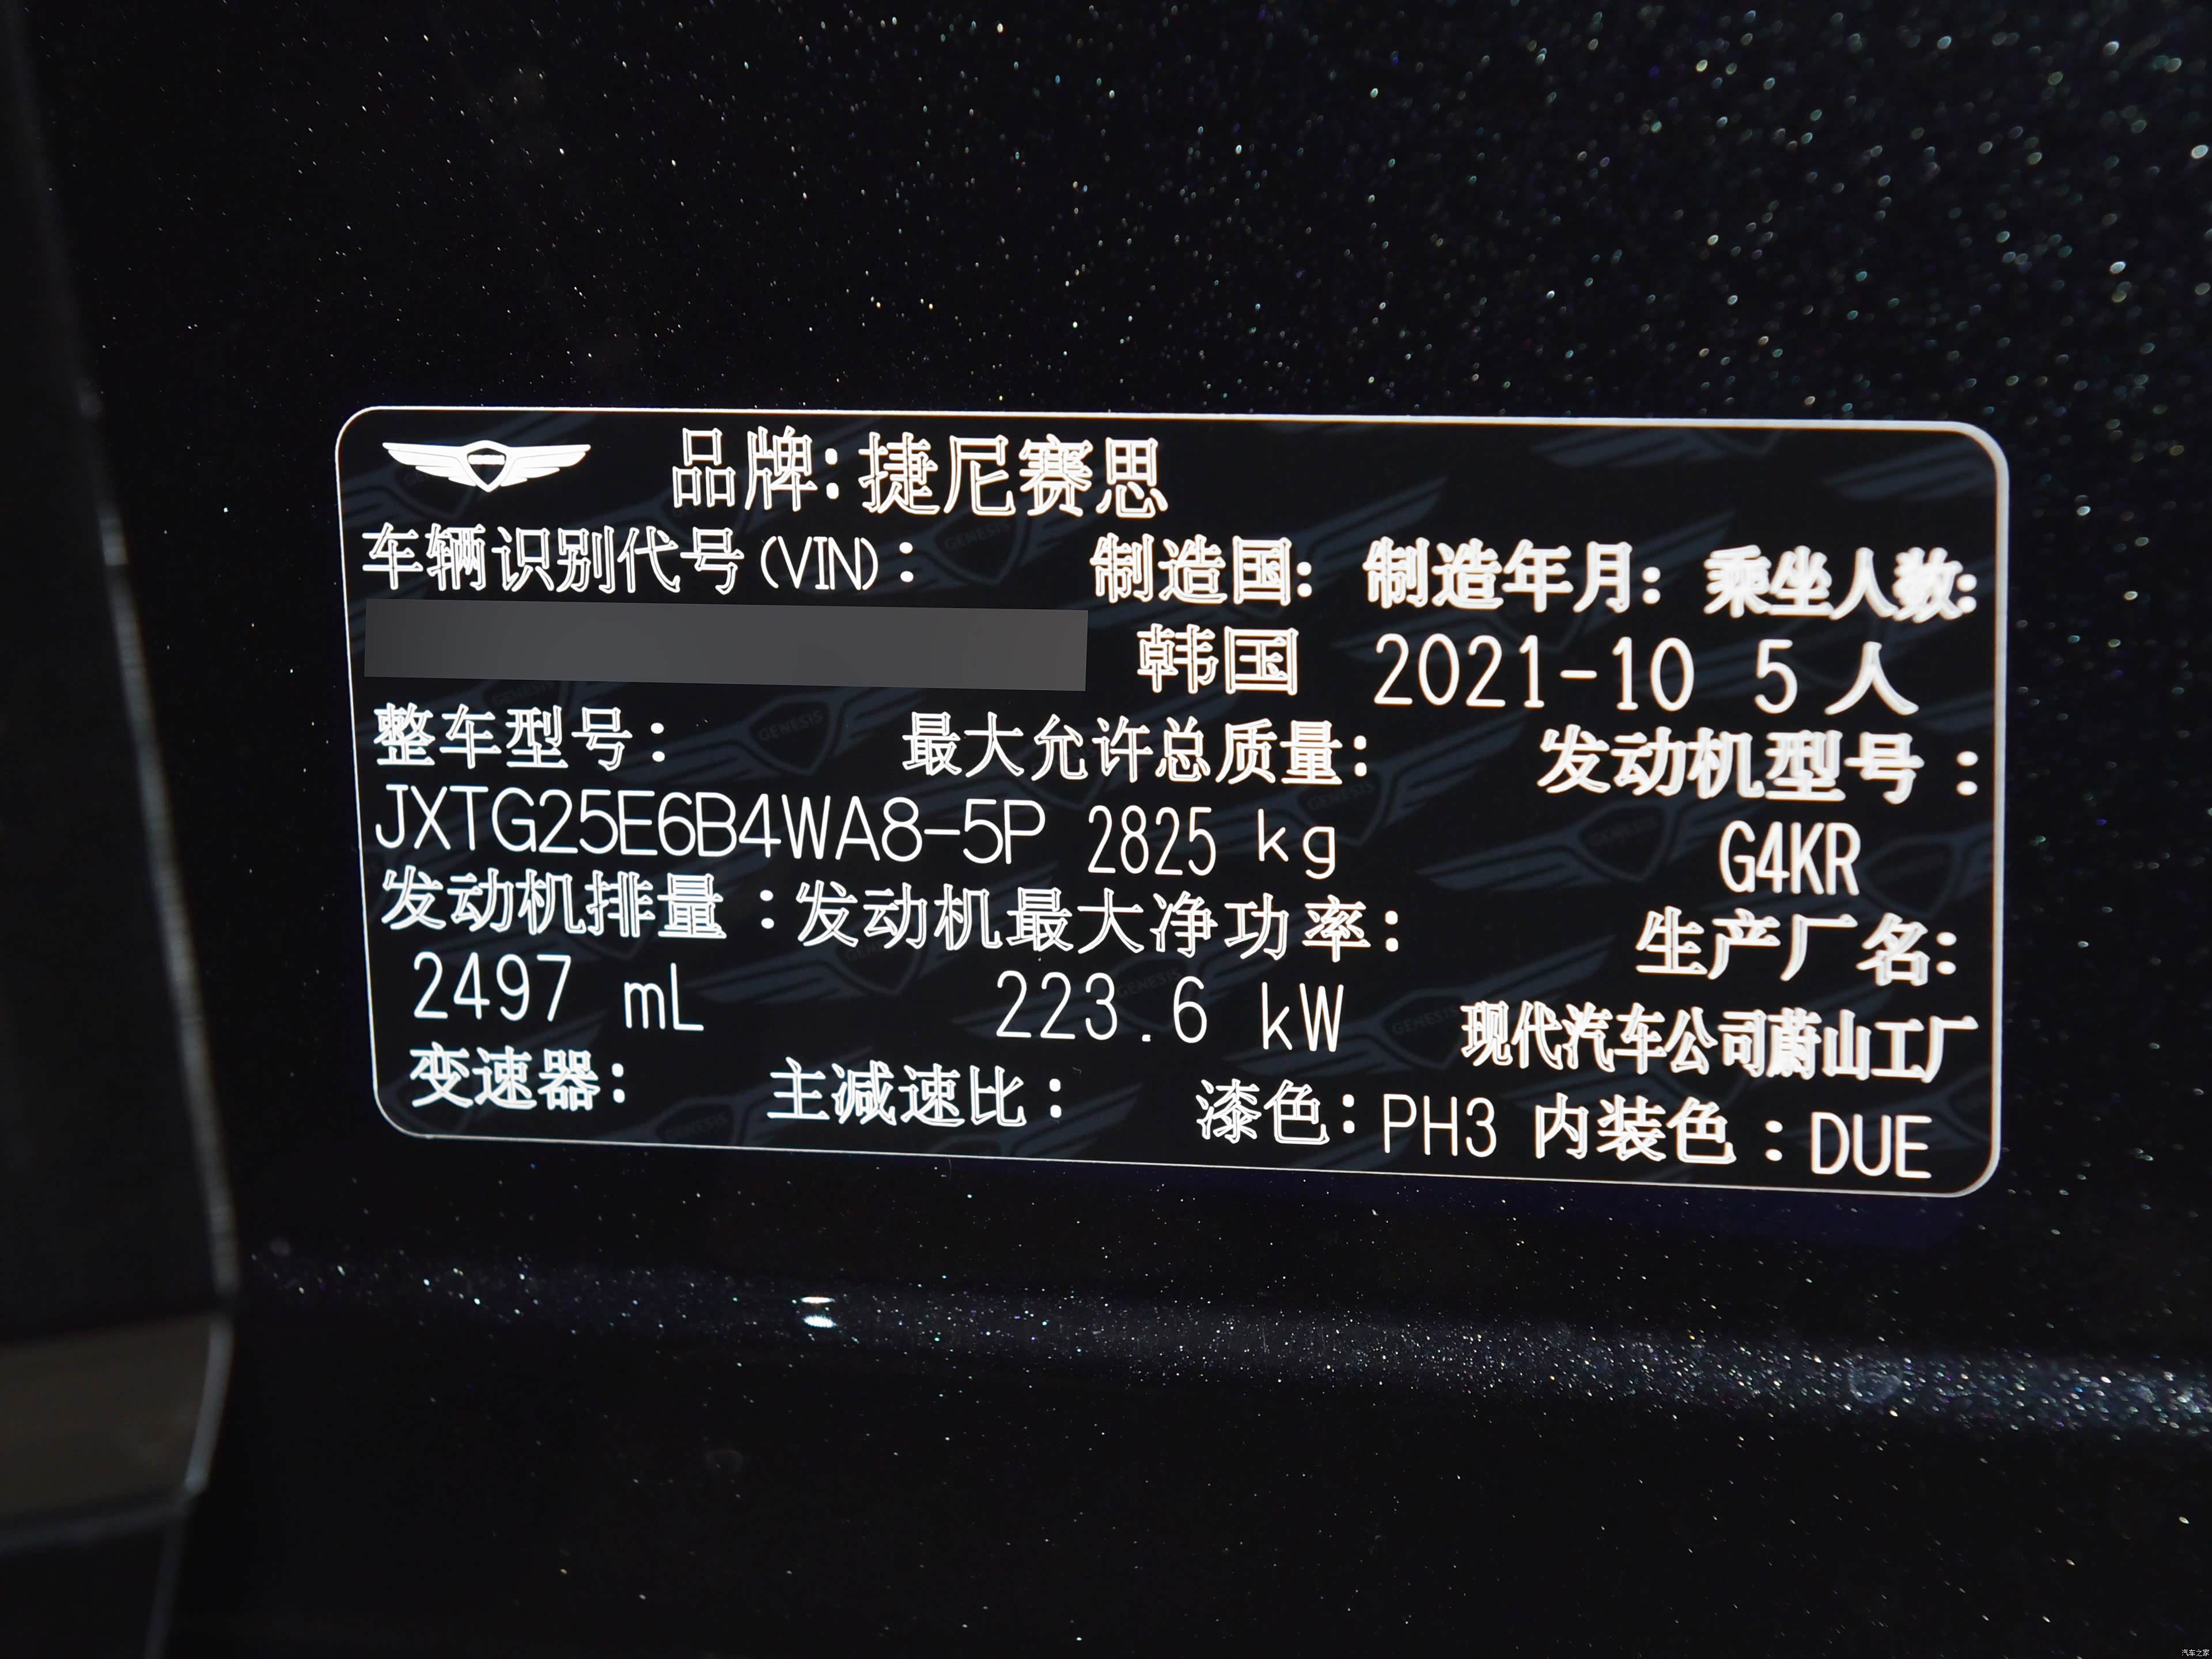 品牌:捷尼赛思
车辆识别代号(VIN): 制造国: 制造年月: 乘坐人数:
韩国 2021-10 5人
整车型号: 最大允许总质量: 发动机型号:
JXTG25E6B4WA8-5P 2825 kg G4KR
发动机排量:发动机最大净功率: 生产厂名:
2497 mL 223.6 kW 现代汽车公司蔚山工厂
变速器: 主减速比: 漆色:PH3 内装色:DUE
GENESIS
汽车之家